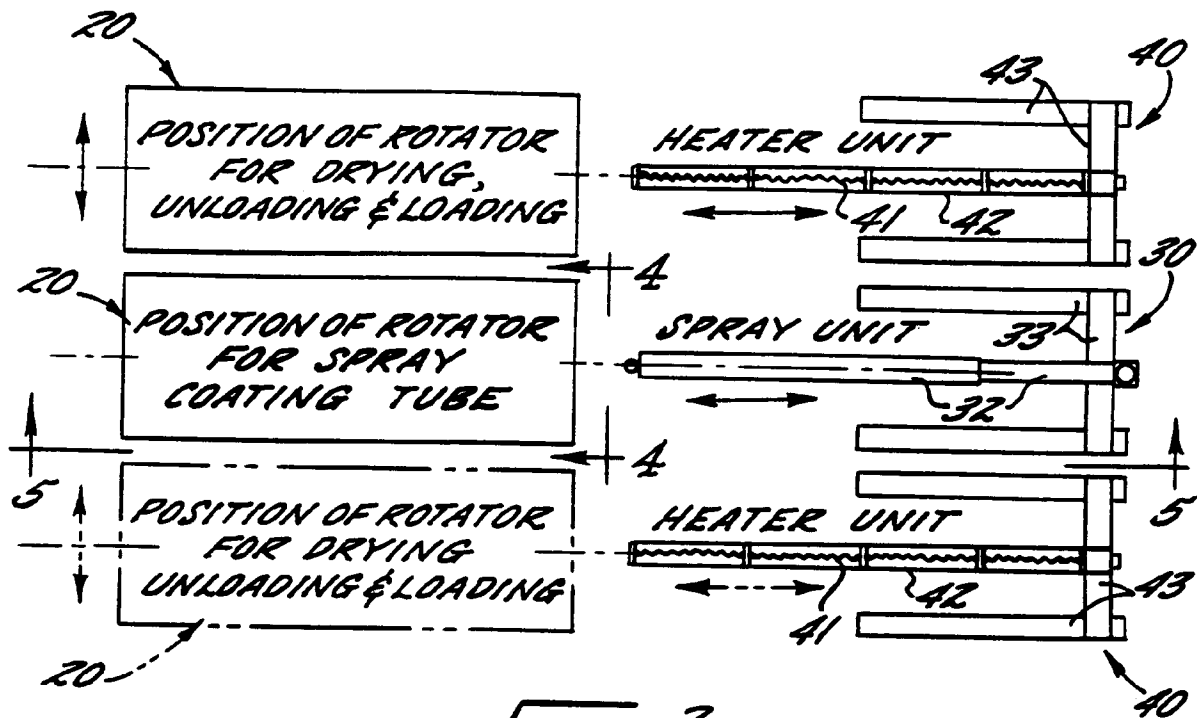 20
40
43
POSITION OF ROTATOR
FOR DRYING,
UNLOADING & LOADING
HEATER UNIT
41
42
4
30
20
POSITION OF ROTATOR
FOR SPRAY
COATING TUBE
SPRAY UNIT
33
32
4
5
5
POSITION OF ROTATOR
FOR DRYING
UNLOADING & LOADING
HEATER UNIT
41
42
43
20
40